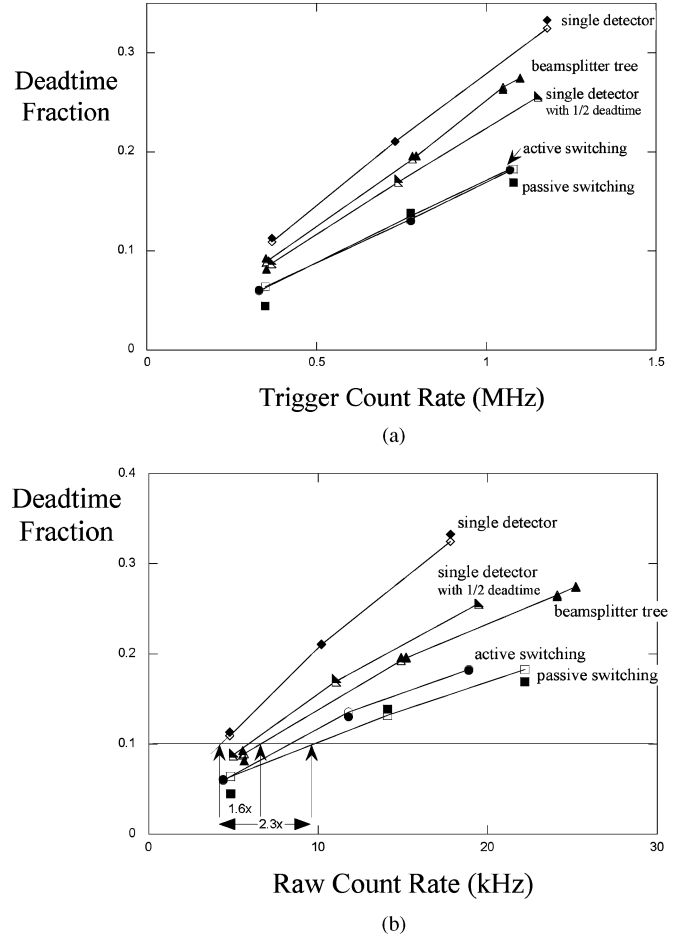 0.3
single detector
Deadtime
Fraction
beamsplitter tree
single detector
with 1/2 deadtime
0.2
active switching
passive switching
0.1
0
0
0.5
1
1.5
Trigger Count Rate (MHz)
(a)
0.4
Deadtime
Fraction
single detector
0.3
single detector
with 1/2 deadtime
beamsplitter tree
0.2
active switching
passive switching
0.1
1.6x
2.3x
0
0
10
20
30
Raw Count Rate (kHz)
(b)